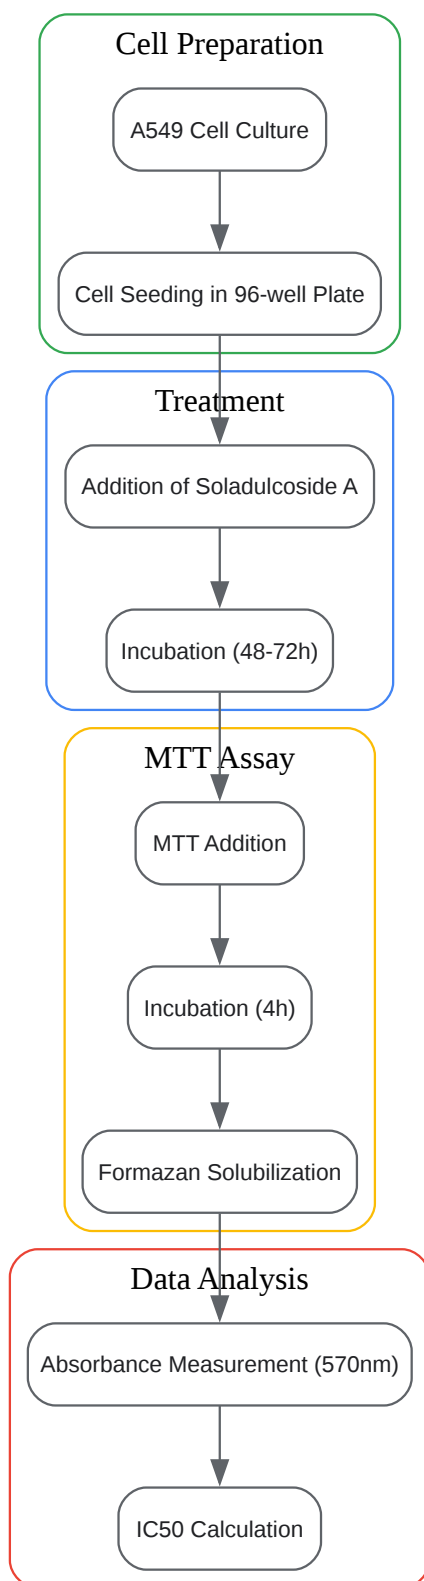 Cell Preparation
A549 Cell Culture
Cell Seeding in 96-well Plate
Treatment
Addition of Soladulcoside A
Incubation (48-72h)
MTT Assay
MTT Addition
Incubation (4h)
Formazan Solubilization
Data Analysis
Absorbance Measurement (570nm)
IC50 Calculation